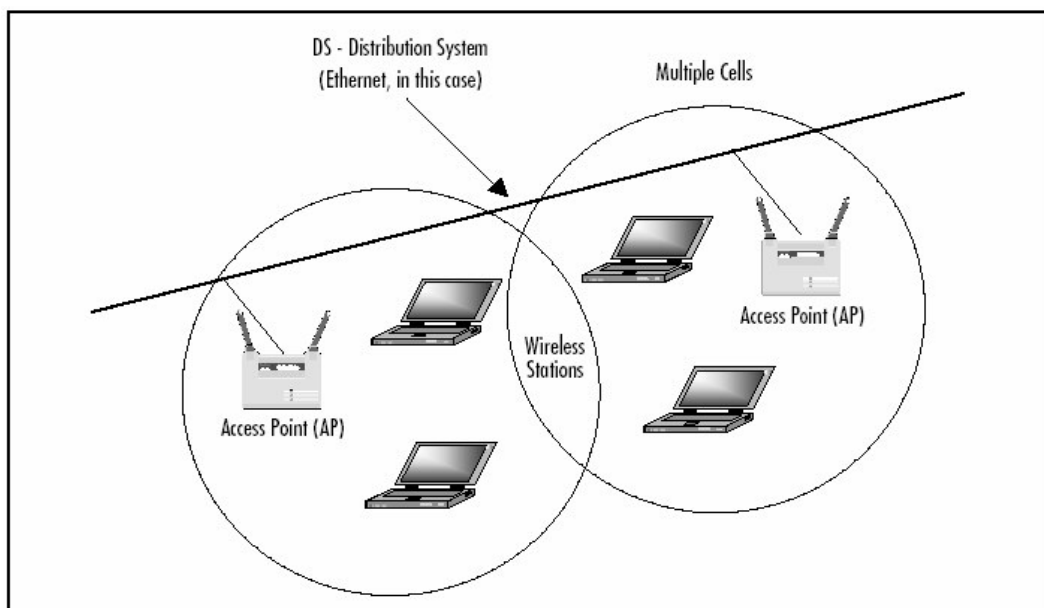 DS - Distribution System
(Ethernet, in this case)
Multiple Cells
Access Point (AP)
Wireless
Stations
Access Point (AP)